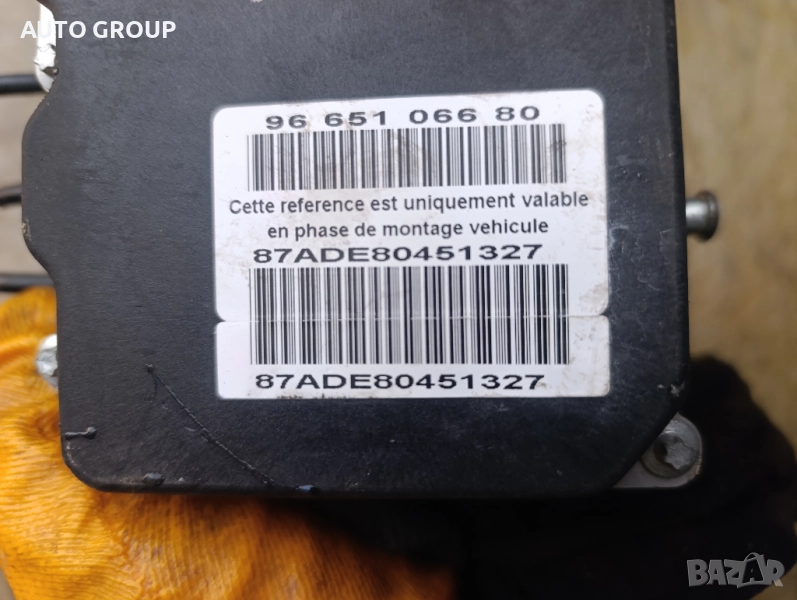 AUTO GROUP
96 651 066 80
Cette reference est uniquement valable
en phase de montage vehicule
87ADE80451327
87ADE80451327
BAZAR